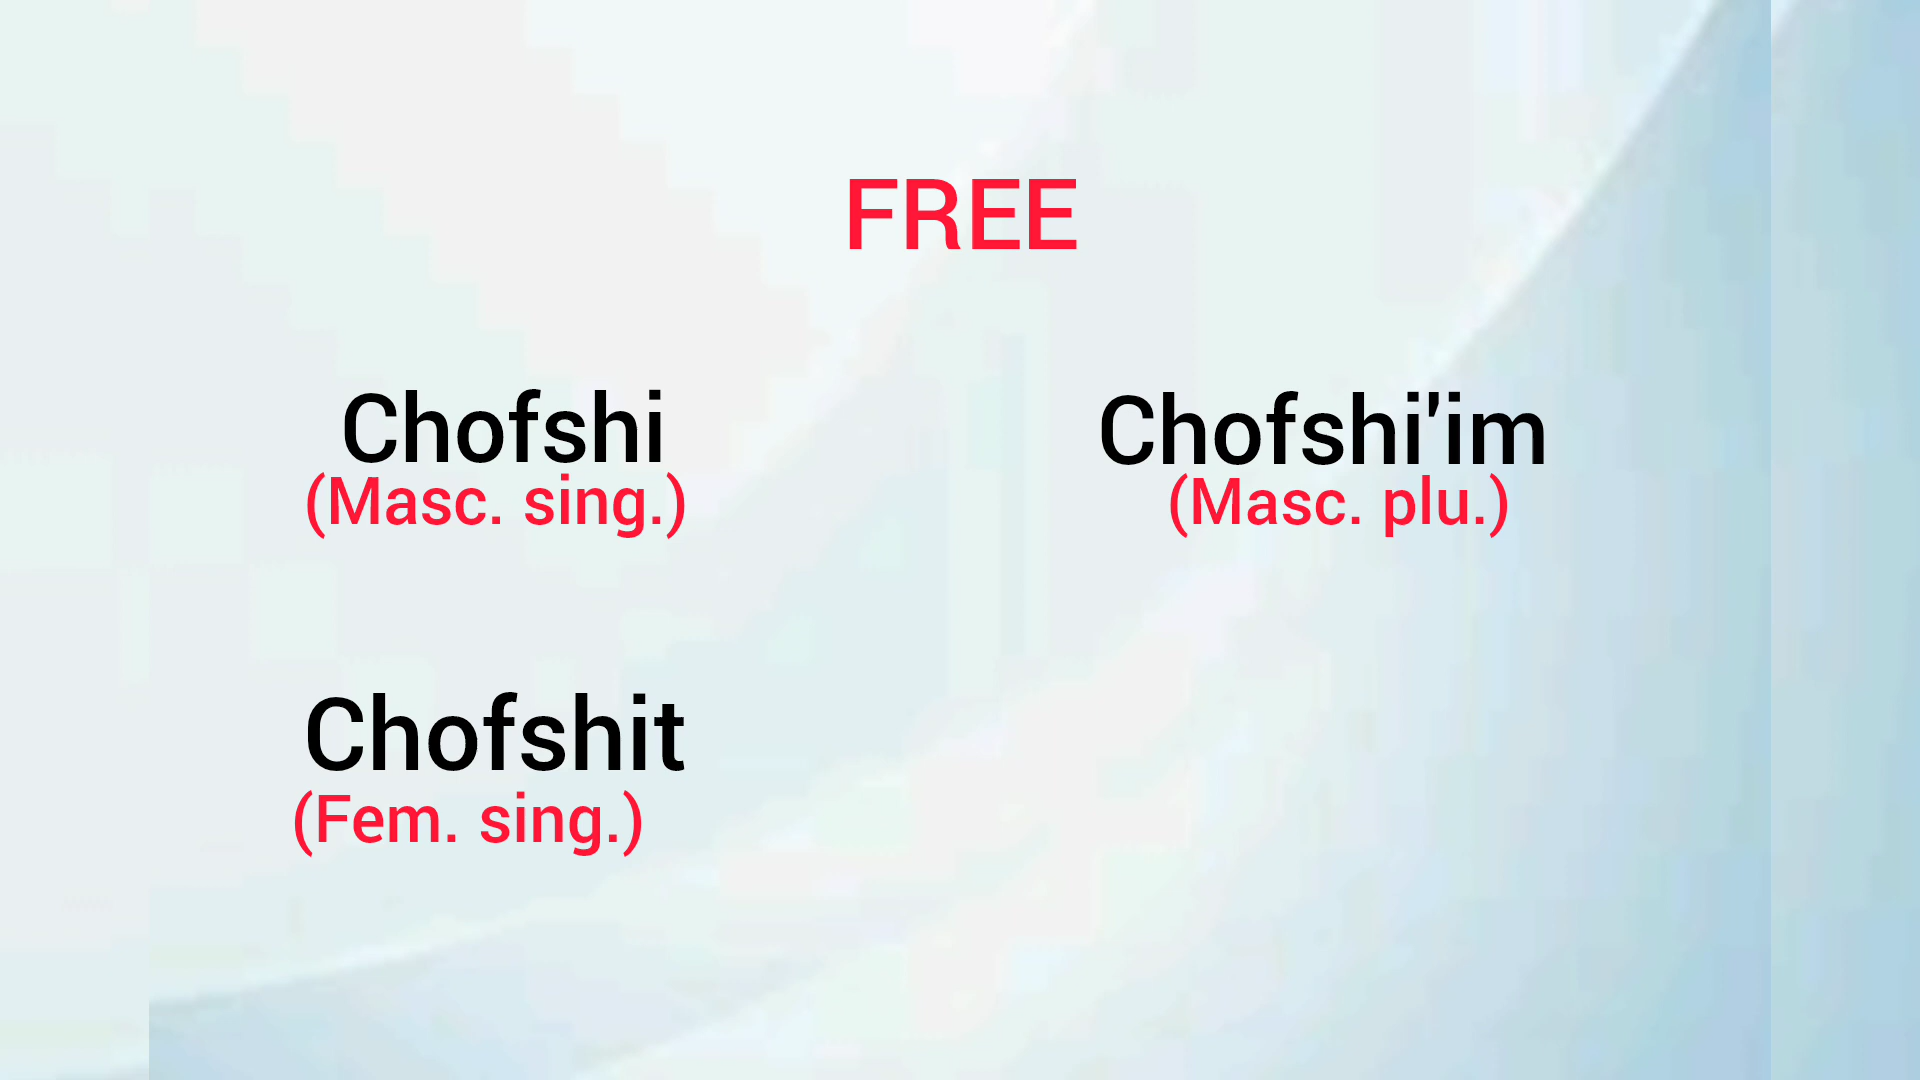 FREE
Chofshi
(Masc. sing.)
Chofshi'im
(Masc. plu.)
Chofshit
(Fem. sing.)